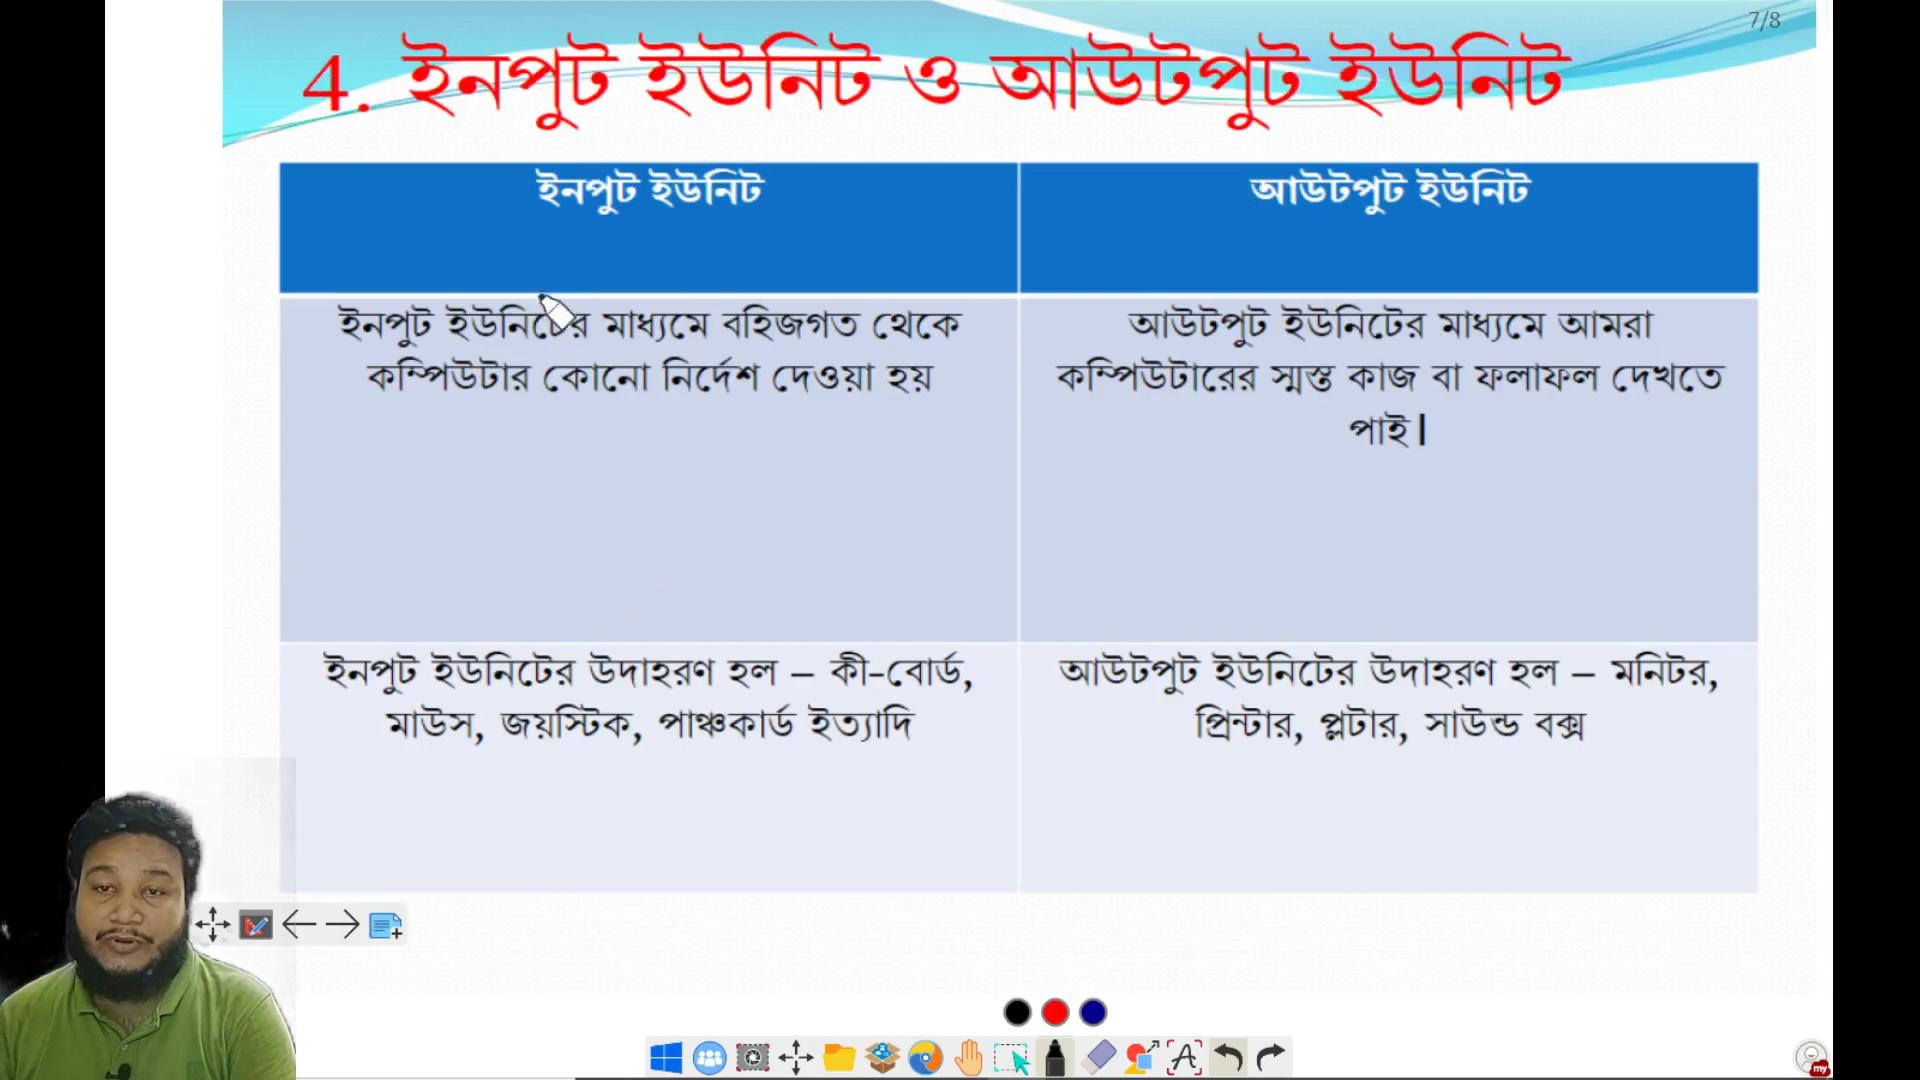 7/8
4. ইনপুট ইউনিট ও আউটপুট ইউনিট
ইনপুট ইউনিট
আউটপুট ইউনিট
ইনপুট ইউনিটের মাধ্যমে বহিজগত থেকে
কম্পিউটার কোনো নির্দেশ দেওয়া হয়
আউটপুট ইউনিটের মাধ্যমে আমরা
কম্পিউটারের স্মস্ত কাজ বা ফলাফল দেখতে
পাই।
ইনপুট ইউনিটের উদাহরণ হল – কী-বোর্ড,
মাউস, জয়স্টিক, পাঞ্চকার্ড ইত্যাদি
আউটপুট ইউনিটের উদাহরণ হল – মনিটর,
প্রিন্টার, প্লটার, সাউন্ড বক্স
my